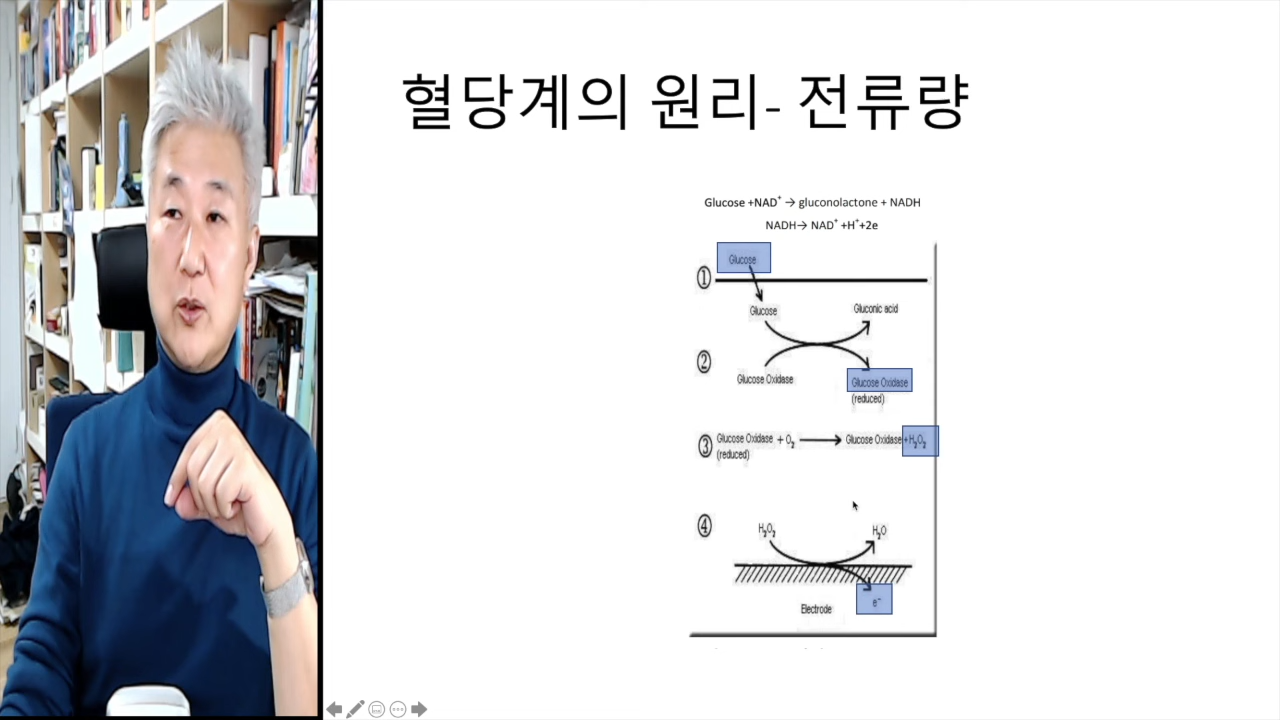 혈당계의 원리- 전류량
Glucose +NAD⁺ → gluconolactone + NADH
NADH→ NAD⁺ +H⁺+2e
Glucose
①
Glucose
Gluconic acid
②
Glucose Oxidase
Glucose Oxidase
(reduced)
③ Glucose Oxidase + O₂ → Glucose Oxidase + H₂O₂
(reduced)
④
H₂O₂
H₂O
e⁻
Electrode